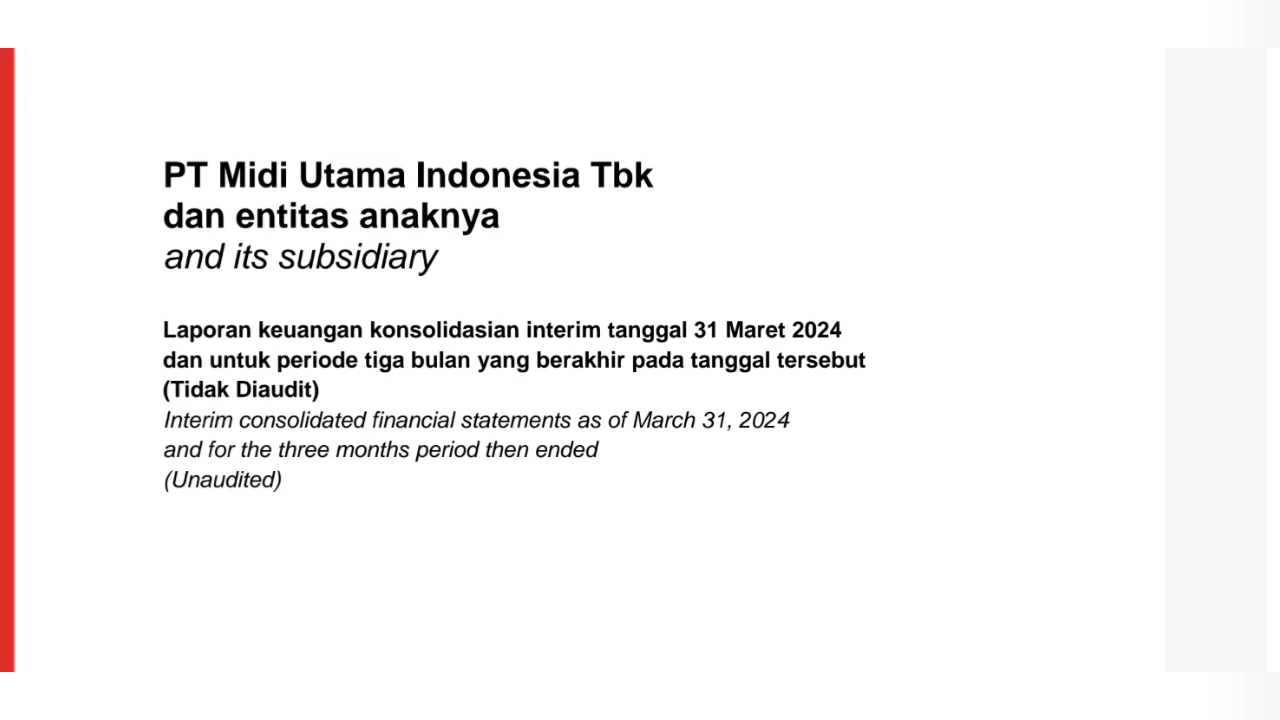 PT Midi Utama Indonesia Tbk
dan entitas anaknya
and its subsidiary
Laporan keuangan konsolidasian interim tanggal 31 Maret 2024
dan untuk periode tiga bulan yang berakhir pada tanggal tersebut
(Tidak Diaudit)
Interim consolidated financial statements as of March 31, 2024
and for the three months period then ended
(Unaudited)